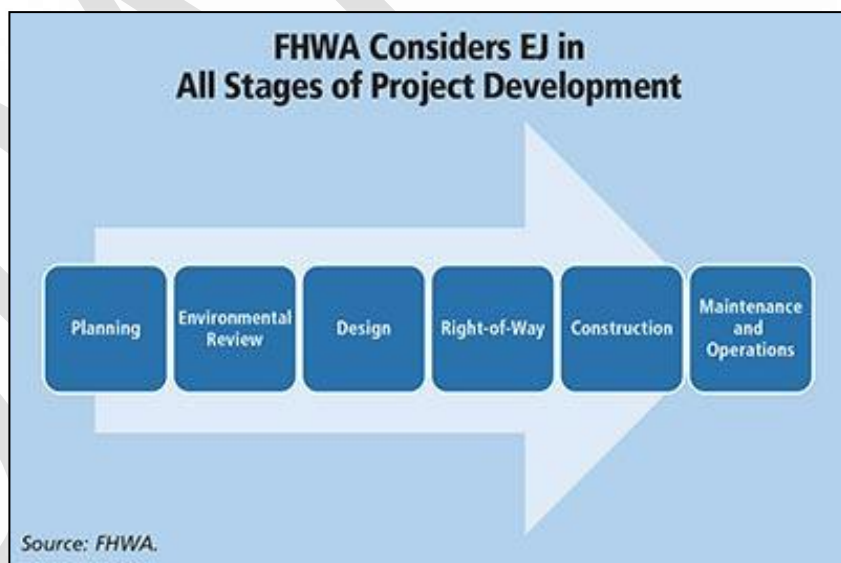 FHWA Considers EJ in
All Stages of Project Development
Planning
Environmental
Review
Design
Right-of-Way
Construction
Maintenance
and
Operations
Source: FHWA.